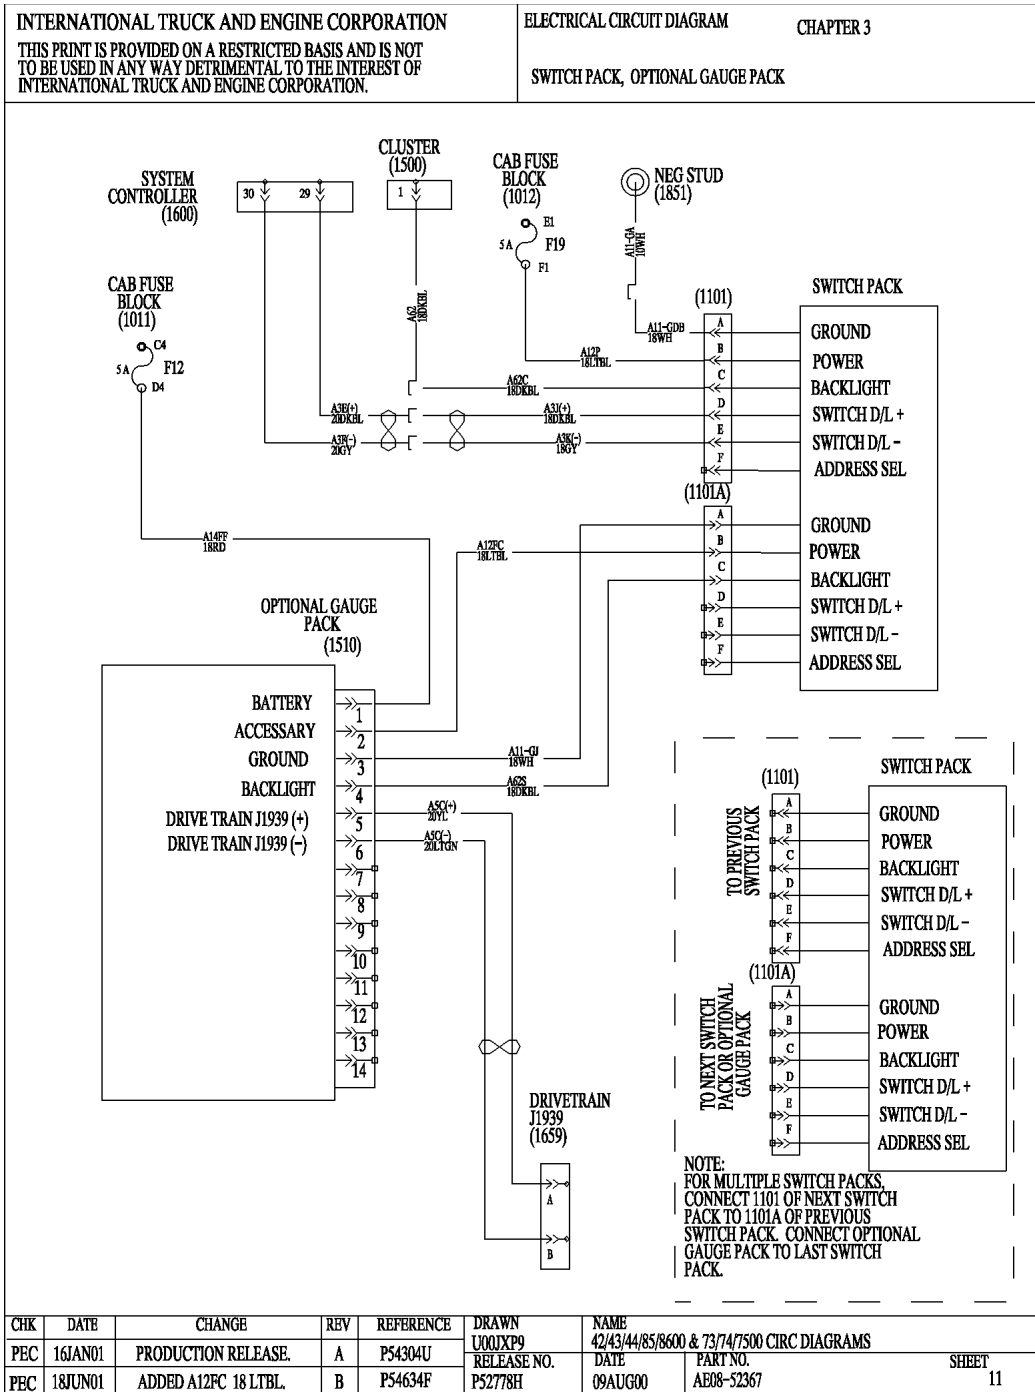 INTERNATIONAL TRUCK AND ENGINE CORPORATION
THIS PRINT IS PROVIDED ON A RESTRICTED BASIS AND IS NOT
TO BE USED IN ANY WAY DETRIMENTAL TO THE INTEREST OF
INTERNATIONAL TRUCK AND ENGINE CORPORATION.
ELECTRICAL CIRCUIT DIAGRAM
CHAPTER 3
SWITCH PACK, OPTIONAL GAUGE PACK
SYSTEM
CONTROLLER
(1600)
30
29
CLUSTER
(1500)
1
CAB FUSE
BLOCK
(1012)
E1
5 A
F19
F1
NEG STUD
(1851)
A11-GA
10WH
CAB FUSE
BLOCK
(1011)
C4
5 A
F12
D4
A62
18DKBL
A11-GDB
18WH
A12P
18LTBL
A62C
18DKBL
A3E(+)
20DKBL
A3J(+)
18DKBL
A3F(-)
20GY
A3K(-)
18GY
SWITCH PACK
(1101)
A
GROUND
B
POWER
C
BACKLIGHT
D
SWITCH D/L +
E
SWITCH D/L -
F
ADDRESS SEL
(1101A)
A
GROUND
B
POWER
C
BACKLIGHT
D
SWITCH D/L +
E
SWITCH D/L -
F
ADDRESS SEL
A14FF
18RD
A12FC
18LTBL
OPTIONAL GAUGE
PACK
(1510)
BATTERY
1
ACCESSARY
2
GROUND
3
BACKLIGHT
4
DRIVE TRAIN J1939 (+)
5
DRIVE TRAIN J1939 (-)
6
7
8
9
10
11
12
13
14
A11-GJ
18WH
A62S
18DKBL
A5C(+)
20YL
A5C(-)
20LTGN
DRIVETRAIN
J1939
(1659)
A
B
SWITCH PACK
(1101)
TO PREVIOUS
SWITCH PACK
A
GROUND
B
POWER
C
BACKLIGHT
D
SWITCH D/L +
E
SWITCH D/L -
F
ADDRESS SEL
(1101A)
TO NEXT SWITCH
PACK OR OPTIONAL
GAUGE PACK
A
GROUND
B
POWER
C
BACKLIGHT
D
SWITCH D/L +
E
SWITCH D/L -
F
ADDRESS SEL
NOTE:
FOR MULTIPLE SWITCH PACKS,
CONNECT 1101 OF NEXT SWITCH
PACK TO 1101A OF PREVIOUS
SWITCH PACK. CONNECT OPTIONAL
GAUGE PACK TO LAST SWITCH
PACK.
CHK DATE CHANGE REV REFERENCE
PEC 16JAN01 PRODUCTION RELEASE. A P54304U
PEC 18JUN01 ADDED A12FC 18 LTBL. B P54634F
DRAWN
U00JXP9
RELEASE NO.
P52778H
NAME
42/43/44/85/8600 & 73/74/7500 CIRC DIAGRAMS
DATE
09AUG00
PART NO.
AE08-52367
SHEET
11